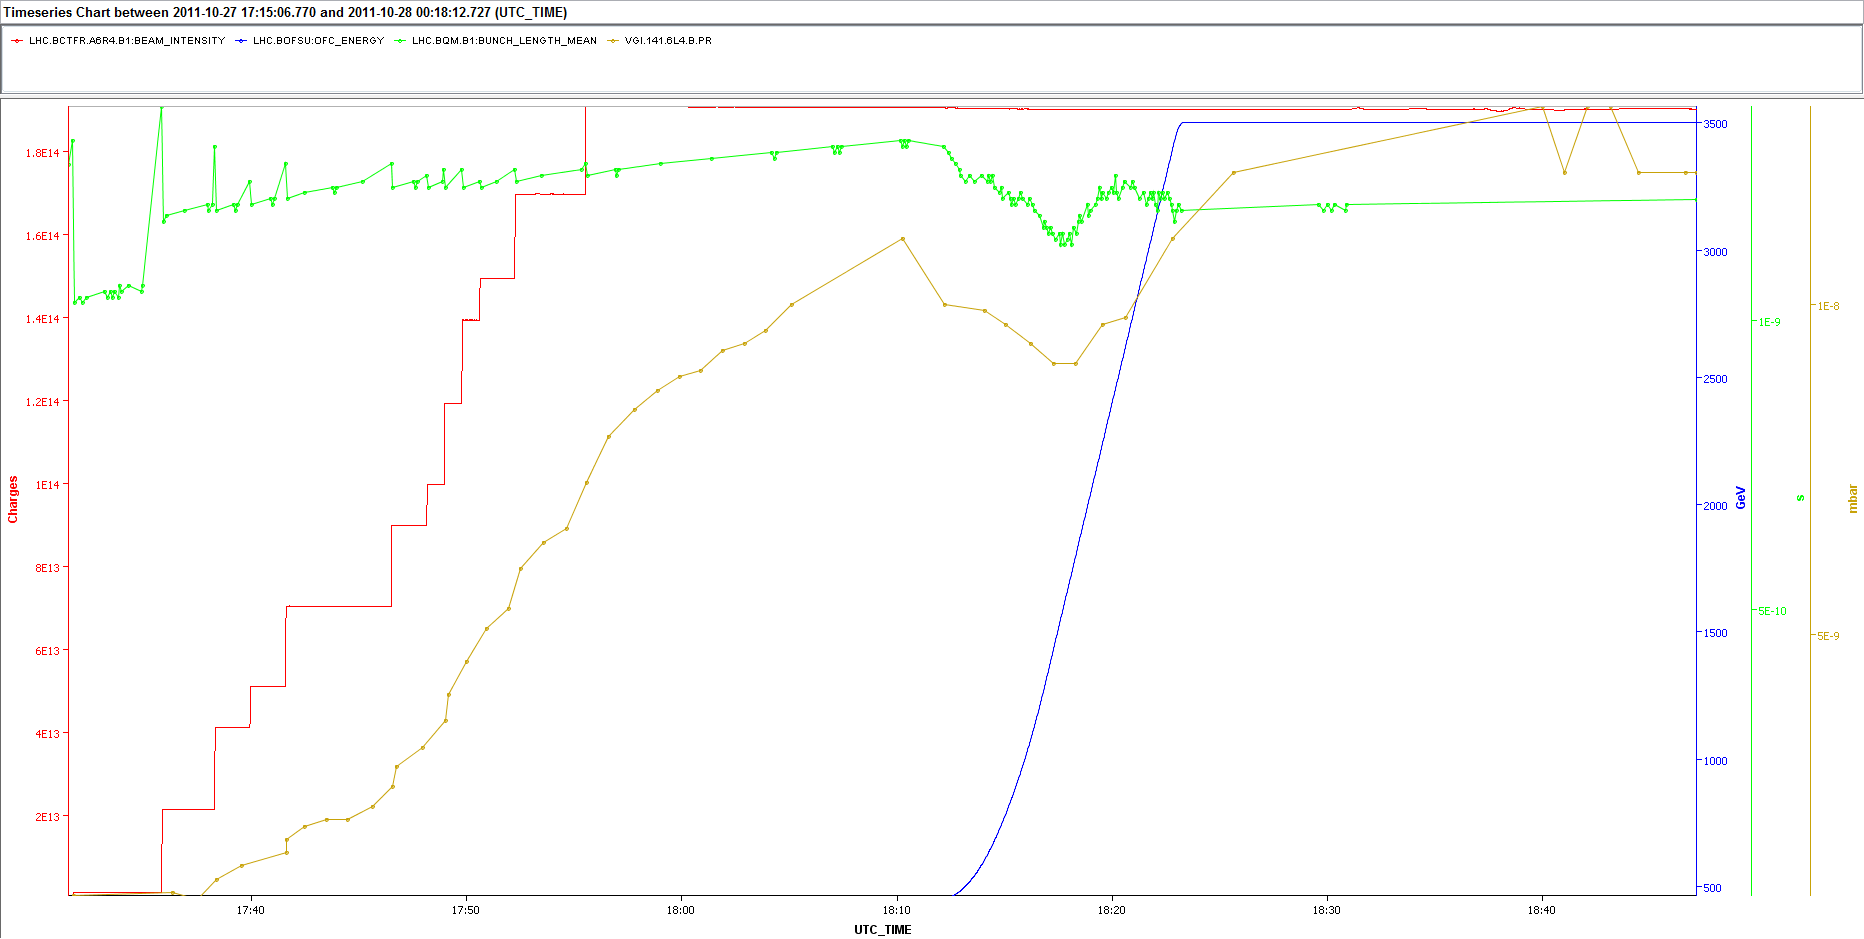 Timeseries Chart between 2011-10-27 17:15:06.770 and 2011-10-28 00:18:12.727 (UTC_TIME)
LHC.BCTFR.A6R4.B1:BEAM_INTENSITY LHC.BOFSU:OFC_ENERGY LHC.BQM.B1:BUNCH_LENGTH_MEAN VGI.141.6L4.B.PR
1.8E14
1.6E14
1.4E14
1.2E14
1E14
8E13
6E13
4E13
2E13
Charges
3500
3000
2500
2000
1500
1000
500
GeV
1E-9
5E-10
s
1E-8
5E-9
mbar
17:40 17:50 18:00 18:10 18:20 18:30 18:40
UTC_TIME